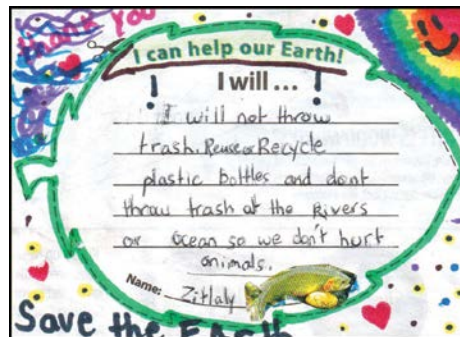 thank you
I can help our Earth!
I will ...
I will not throw
trash. Reuse or Recycle
plastic bottles and dont
throw trash at the Rivers
or ocean so we don't hurt
animals.
Name: Zitlaly
Save the Earth